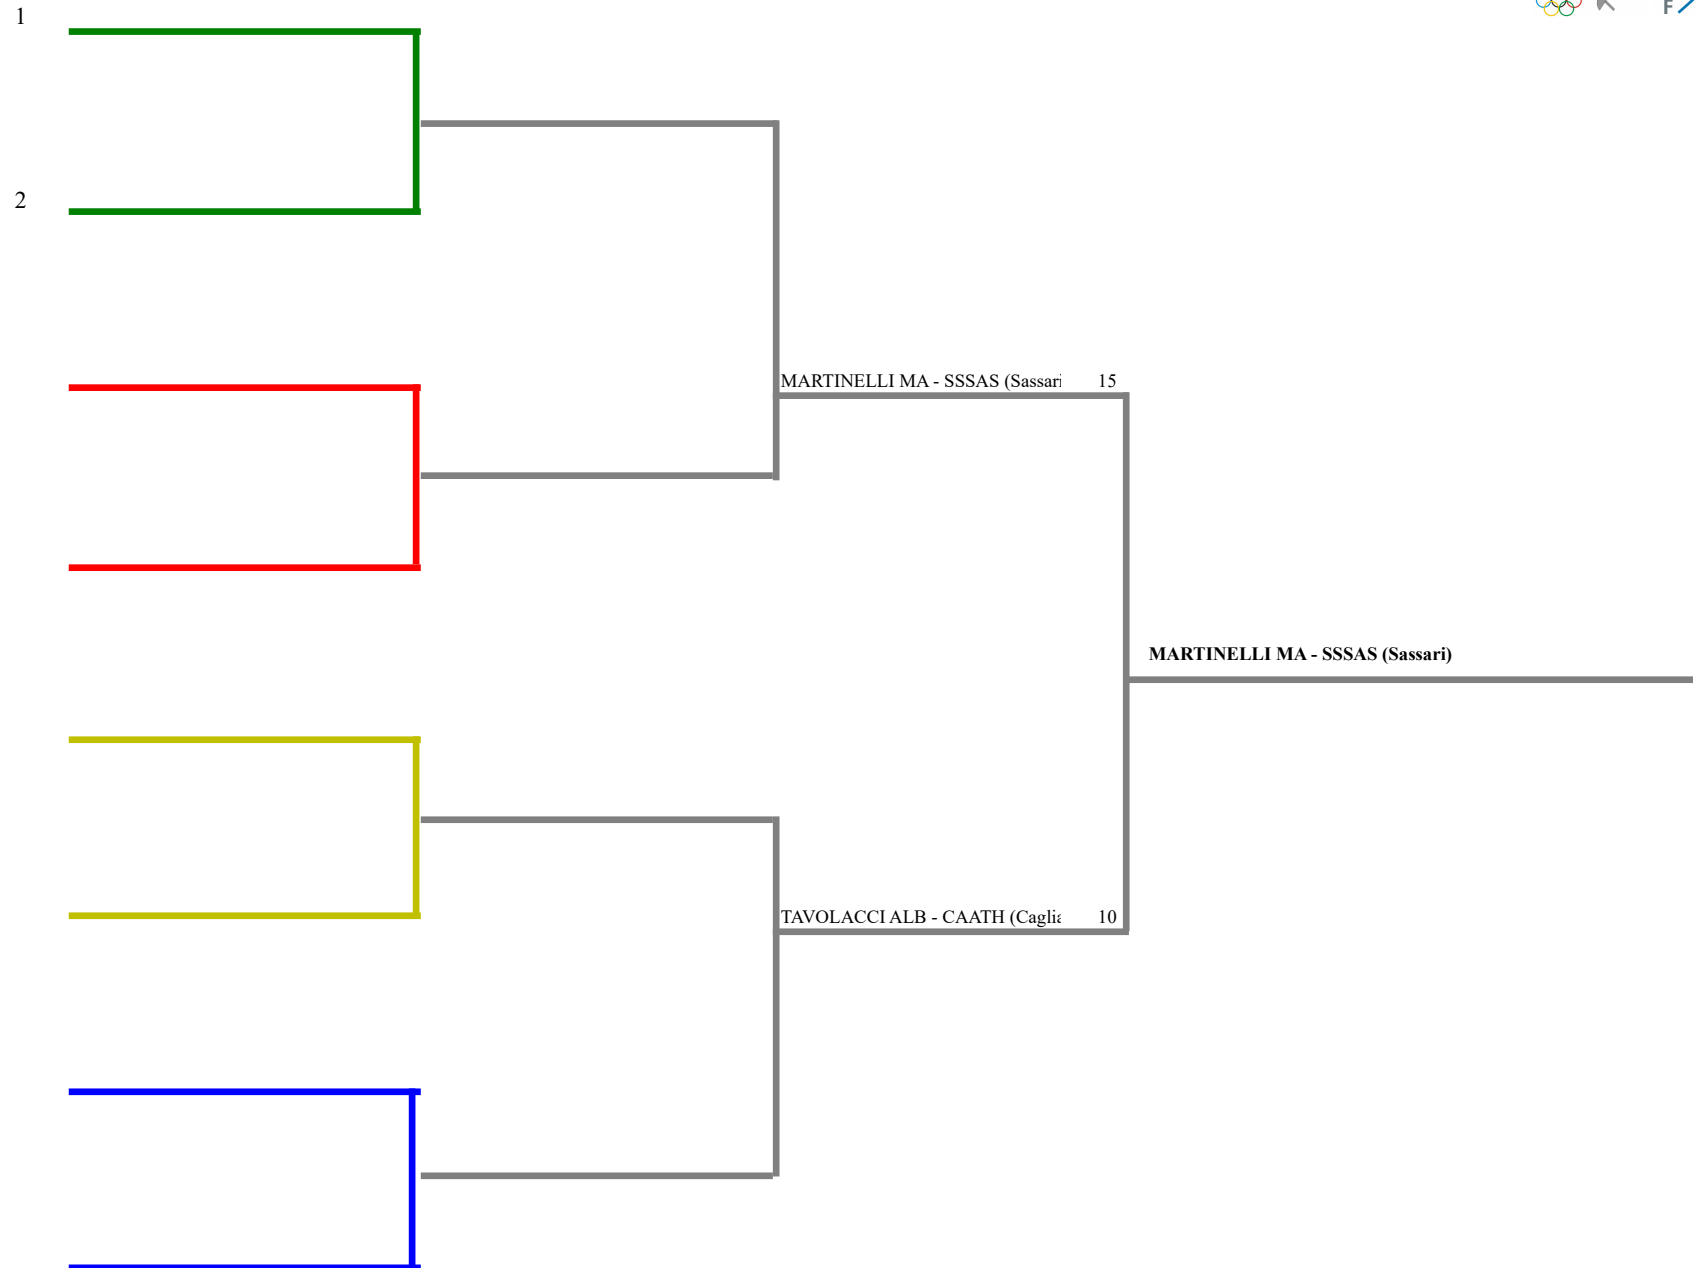 1
F
2
MARTINELLI MA - SSSAS (Sassari 15
MARTINELLI MA - SSSAS (Sassari)
TAVOLACCI ALB - CAATH (Caglia 10